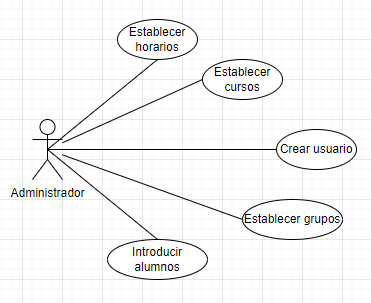 Establecer
horarios
Establecer
cursos
Crear usuario
Administrador
Establecer grupos
Introducir
alumnos